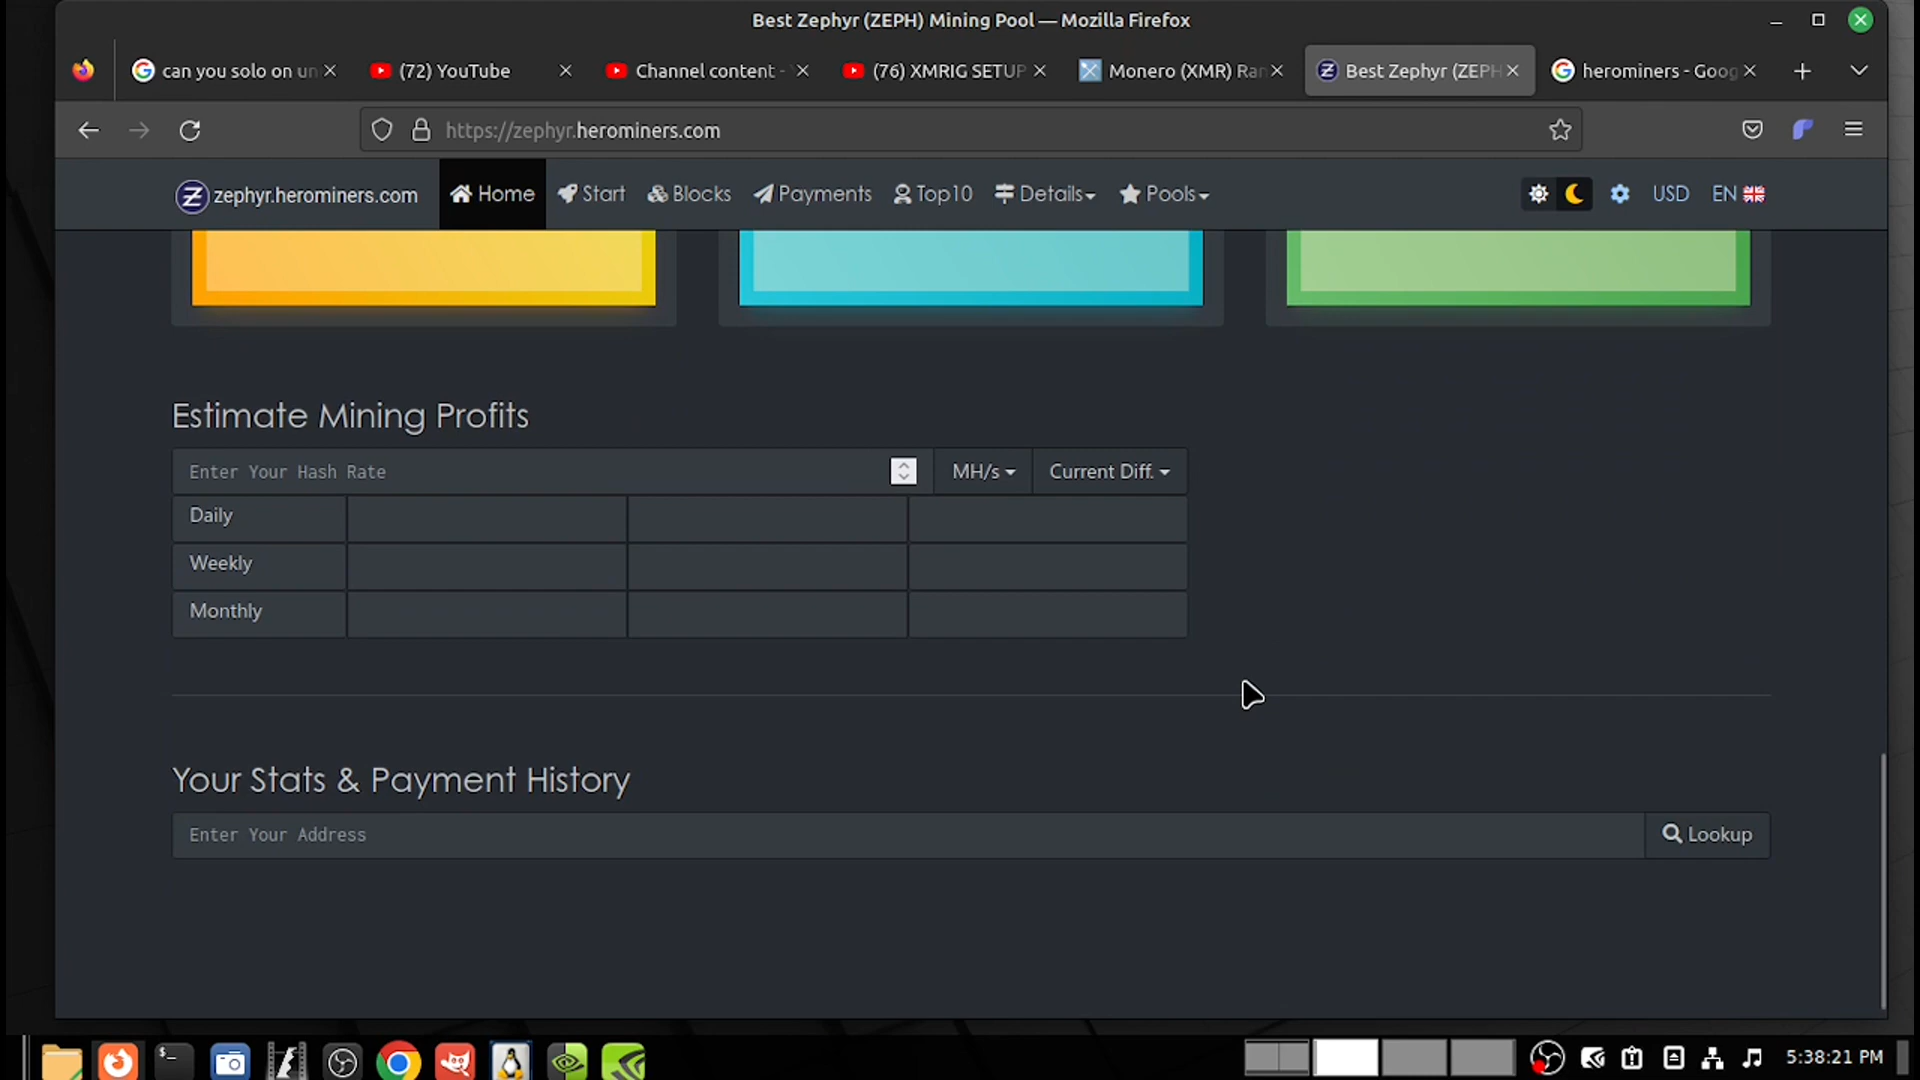 Best Zephyr (ZEPH) Mining Pool — Mozilla Firefox
can you solo on un
(72) YouTube
Channel content -
(76) XMRIG SETUP
Monero (XMR) Ran
Best Zephyr (ZEPH
herominers - Goog
https://zephyr.herominers.com
zephyr.herominers.com
Home
Start
Blocks
Payments
Top10
Details
Pools
USD
EN
Estimate Mining Profits
Enter Your Hash Rate
MH/s
Current Diff.
Daily
Weekly
Monthly
Your Stats & Payment History
Enter Your Address
Lookup
5:38:21 PM